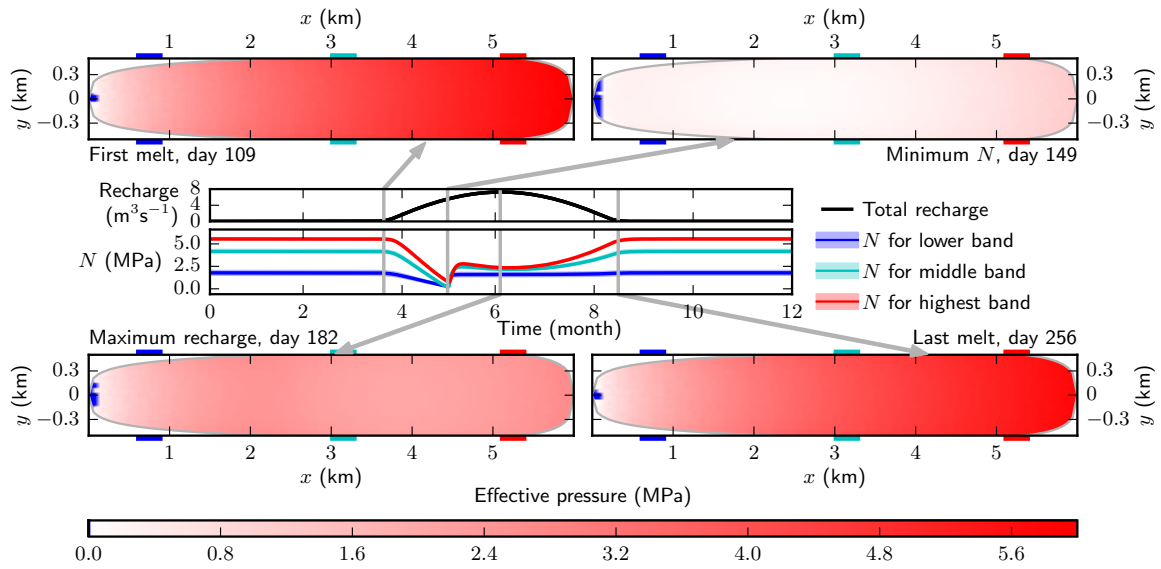 x (km)
x (km)
1 2 3 4 5
1 2 3 4 5
y (km)
0.3
0
−0.3
0.3
0
−0.3
y (km)
First melt, day 109
Minimum N, day 149
Recharge
(m³s⁻¹)
8
4
0
N (MPa)
5.0
2.5
0.0
0 2 4 6 8 10 12
Time (month)
Total recharge
N for lower band
N for middle band
N for highest band
Maximum recharge, day 182
Last melt, day 256
y (km)
0.3
0
−0.3
0.3
0
−0.3
y (km)
1 2 3 4 5
1 2 3 4 5
x (km)
x (km)
Effective pressure (MPa)
0.0 0.8 1.6 2.4 3.2 4.0 4.8 5.6